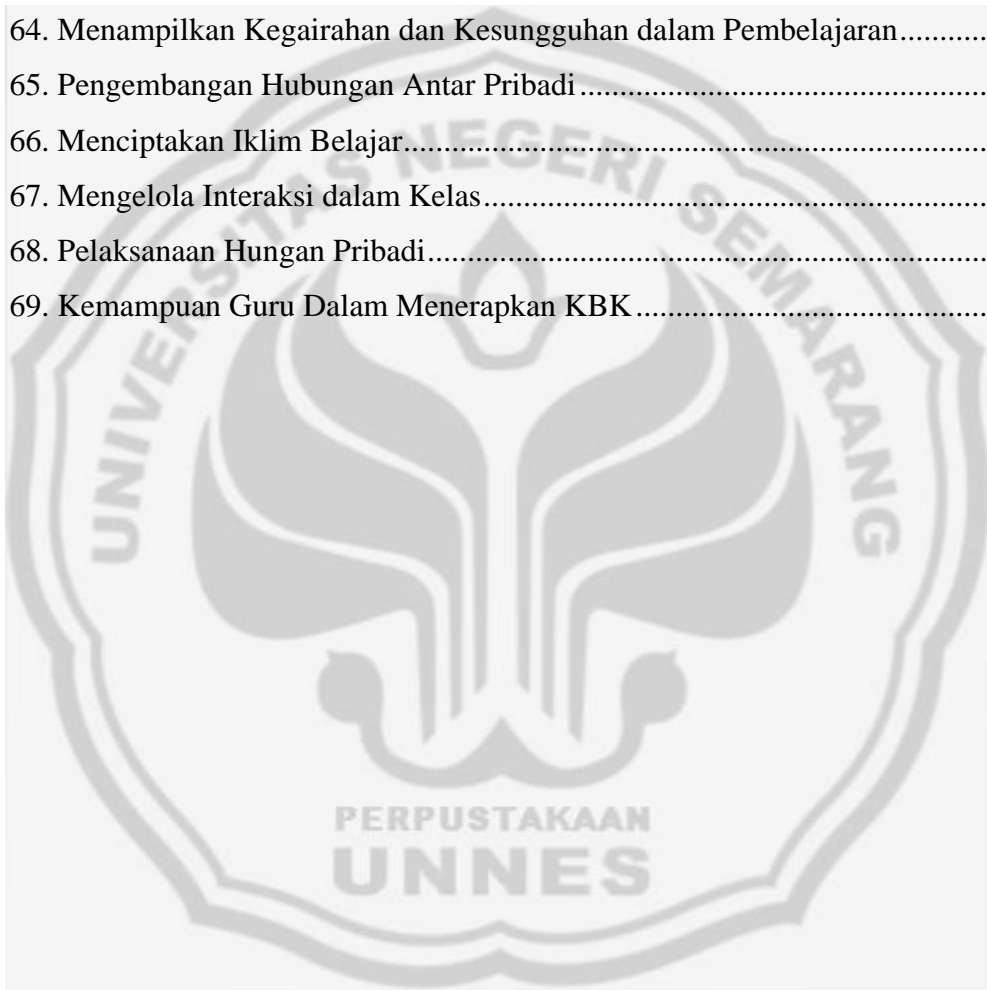 64. Menampilkan Kegairahan dan Kesungguhan dalam Pembelajaran...........
65. Pengembangan Hubungan Antar Pribadi..................................................
66. Menciptakan Iklim Belajar.........................................................................
67. Mengelola Interaksi dalam Kelas...............................................................
68. Pelaksanaan Hungan Pribadi......................................................................
69. Kemampuan Guru Dalam Menerapkan KBK...........................................
UNIVERSITAS NEGERI SEMARANG
PERPUSTAKAAN
UNNES